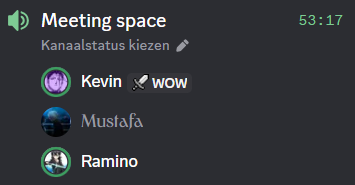 Meeting space 53:17
Kanaalstatus kiezen
Kevin WOW
Mustafa
Ramino